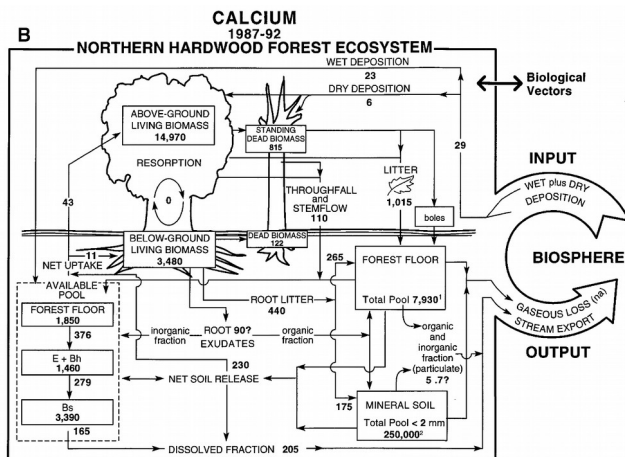 CALCIUM
1987-92
B
NORTHERN HARDWOOD FOREST ECOSYSTEM
WET DEPOSITION
23
DRY DEPOSITION
6
Biological
Vectors
ABOVE-GROUND
LIVING BIOMASS
14,970
STANDING
DEAD BIOMASS
815
RESORPTION
0
THROUGHFALL
and
STEMFLOW
110
LITTER
1,015
boles
29
INPUT
WET plus DRY
DEPOSITION
BIOSPHERE
43
11
NET UPTAKE
BELOW-GROUND
LIVING BIOMASS
3,480
DEAD BIOMASS
122
265
FOREST FLOOR
Total Pool 7,930¹
GASEOUS LOSS (na)
STREAM EXPORT
OUTPUT
AVAILABLE
POOL
FOREST FLOOR
1,850
376
E + Bh
1,460
279
Bs
3,390
165
ROOT LITTER
440
inorganic
fraction
ROOT 90?
EXUDATES
organic
fraction
organic
and
inorganic
fraction
(particulate)
5 .7?
230
NET SOIL RELEASE
175
MINERAL SOIL
Total Pool < 2 mm
250,000²
DISSOLVED FRACTION 205